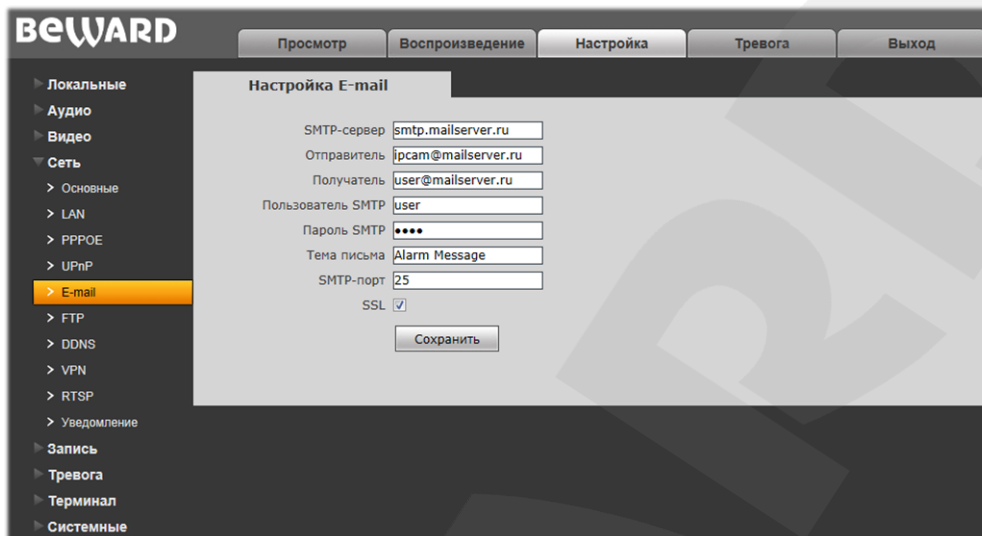 BEWARD
Просмотр
Воспроизведение
Настройка
Тревога
Выход
Локальные
Аудио
Видео
Сеть
Основные
LAN
PPPOE
UPnP
E-mail
FTP
DDNS
VPN
RTSP
Уведомление
Запись
Тревога
Терминал
Системные
Настройка E-mail
SMTP-сервер smtp.mailserver.ru
Отправитель ipcam@mailserver.ru
Получатель user@mailserver.ru
Пользователь SMTP user
Пароль SMTP ••••
Тема письма Alarm Message
SMTP-порт 25
SSL
Сохранить